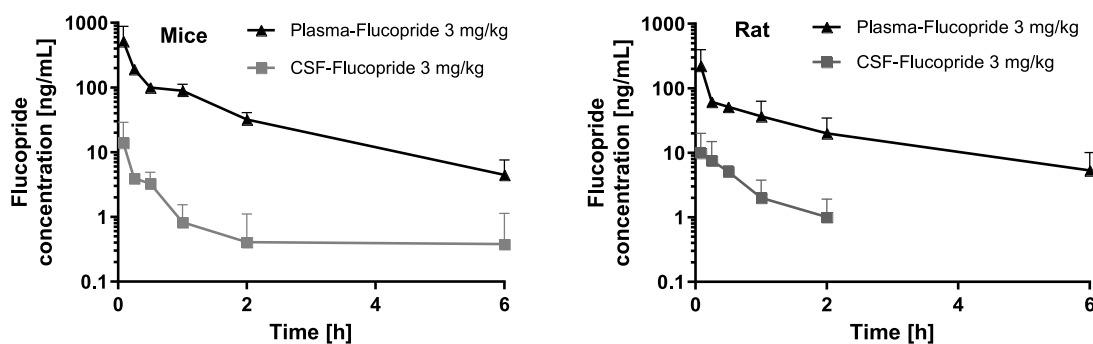 Mice
Plasma-Flucopride 3 mg/kg
CSF-Flucopride 3 mg/kg
Flucopride
concentration [ng/mL]
1000
100
10
1
0.1
0
2
4
6
Time [h]
Rat
Plasma-Flucopride 3 mg/kg
CSF-Flucopride 3 mg/kg
Flucopride
concentration [ng/mL]
1000
100
10
1
0.1
0
2
4
6
Time [h]